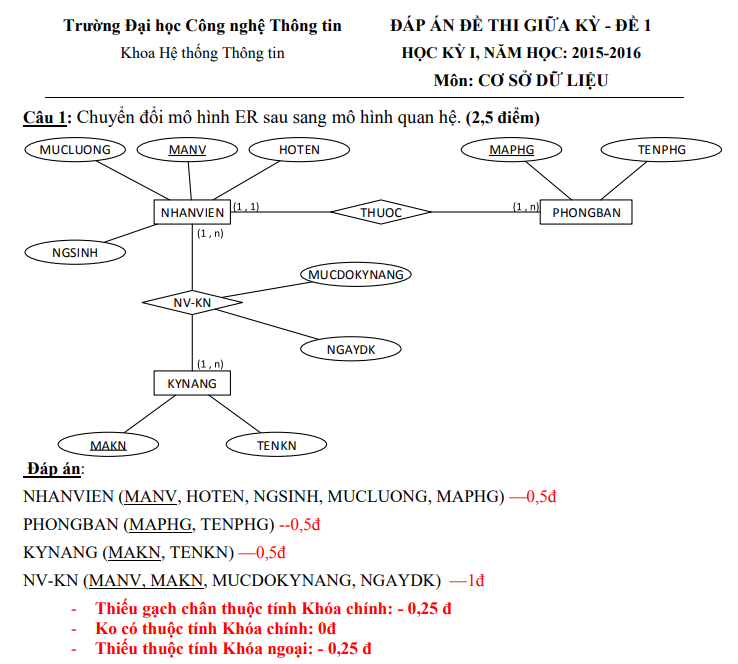 Trường Đại học Công nghệ Thông tin
ĐÁP ÁN ĐỀ THI GIỮA KỲ - ĐỀ 1
Khoa Hệ thống Thông tin
HỌC KỲ I, NĂM HỌC: 2015-2016
Môn: CƠ SỞ DỮ LIỆU
Câu 1: Chuyển đổi mô hình ER sau sang mô hình quan hệ. (2,5 điểm)
MUCLUONG
MANV
HOTEN
MAPHG
TENPHG
NHANVIEN
(1 , 1)
THUOC
(1 , n)
PHONGBAN
(1 , n)
NGSINH
MUCDOKYNANG
NV-KN
NGAYDK
(1 , n)
KYNANG
MAKN
TENKN
Đáp án:
NHANVIEN (MANV, HOTEN, NGSINH, MUCLUONG, MAPHG) —0,5đ
PHONGBAN (MAPHG, TENPHG) --0,5đ
KYNANG (MAKN, TENKN) —0,5đ
NV-KN (MANV, MAKN, MUCDOKYNANG, NGAYDK) —1đ
- Thiếu gạch chân thuộc tính Khóa chính: - 0,25 đ
- Ko có thuộc tính Khóa chính: 0đ
- Thiếu thuộc tính Khóa ngoại: - 0,25 đ